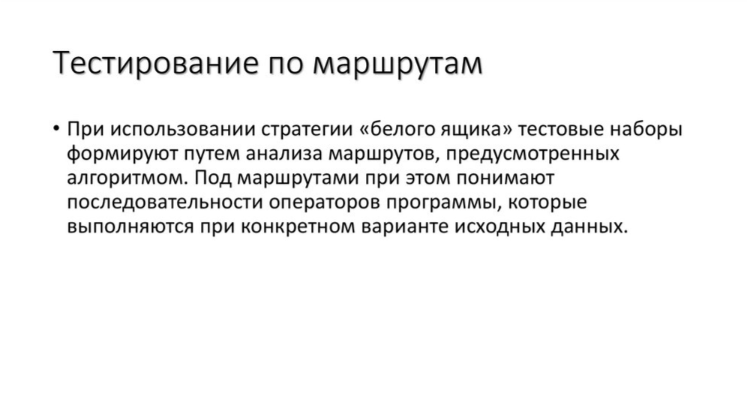 Тестирование по маршрутам
• При использовании стратегии «белого ящика» тестовые наборы
формируют путем анализа маршрутов, предусмотренных
алгоритмом. Под маршрутами при этом понимают
последовательности операторов программы, которые
выполняются при конкретном варианте исходных данных.